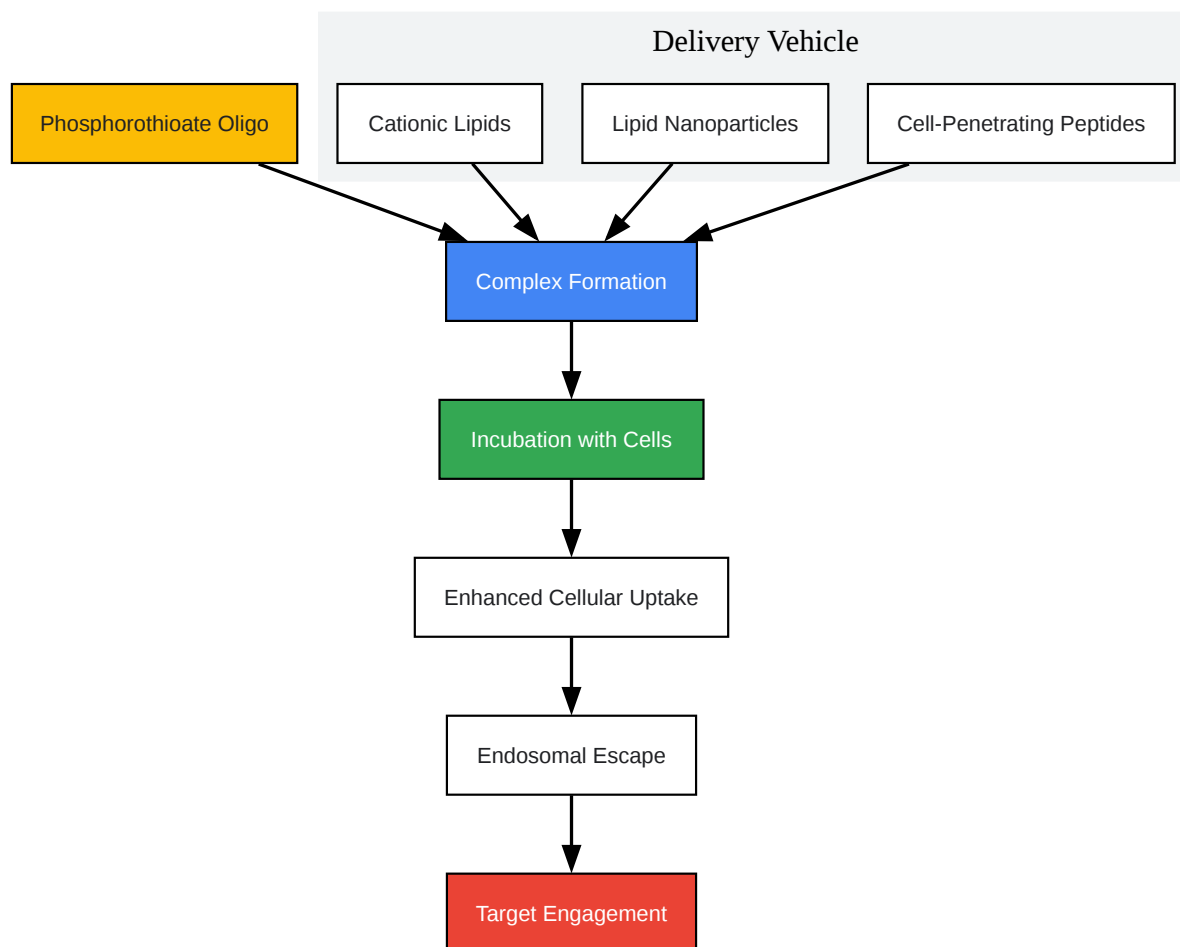 Delivery Vehicle
Phosphorothioate Oligo
Cationic Lipids
Lipid Nanoparticles
Cell-Penetrating Peptides
Complex Formation
Incubation with Cells
Enhanced Cellular Uptake
Endosomal Escape
Target Engagement